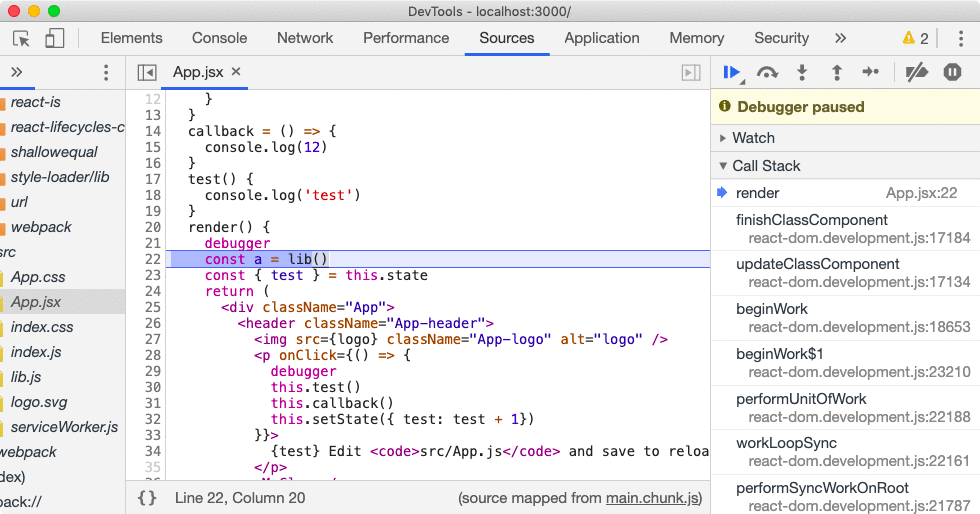 DevTools - localhost:3000/
Elements Console Network Performance Sources Application Memory Security » 2
» App.jsx ×
react-is
react-lifecycles-c
shallowequal
style-loader/lib
url
webpack
src
App.css
App.jsx
index.css
index.js
lib.js
logo.svg
serviceWorker.js
webpack
dex)
pack://
12 }
13 }
14 callback = () => {
15 console.log(12)
16 }
17 test() {
18 console.log('test')
19 }
20 render() {
21 debugger
22 const a = lib()
23 const { test } = this.state
24 return (
25 <div className="App">
26 <header className="App-header">
27 <img src={logo} className="App-logo" alt="logo" />
28 <p onClick={() => {
29 debugger
30 this.test()
31 this.callback()
32 this.setState({ test: test + 1})
33 }}>
34 {test} Edit <code>src/App.js</code> and save to reloa
35 </p>
{} Line 22, Column 20 (source mapped from main.chunk.js)
Debugger paused
Watch
Call Stack
render App.jsx:22
finishClassComponent
react-dom.development.js:17184
updateClassComponent
react-dom.development.js:17134
beginWork
react-dom.development.js:18653
beginWork$1
react-dom.development.js:23210
performUnitOfWork
react-dom.development.js:22188
workLoopSync
react-dom.development.js:22161
performSyncWorkOnRoot
react-dom.development.js:21787